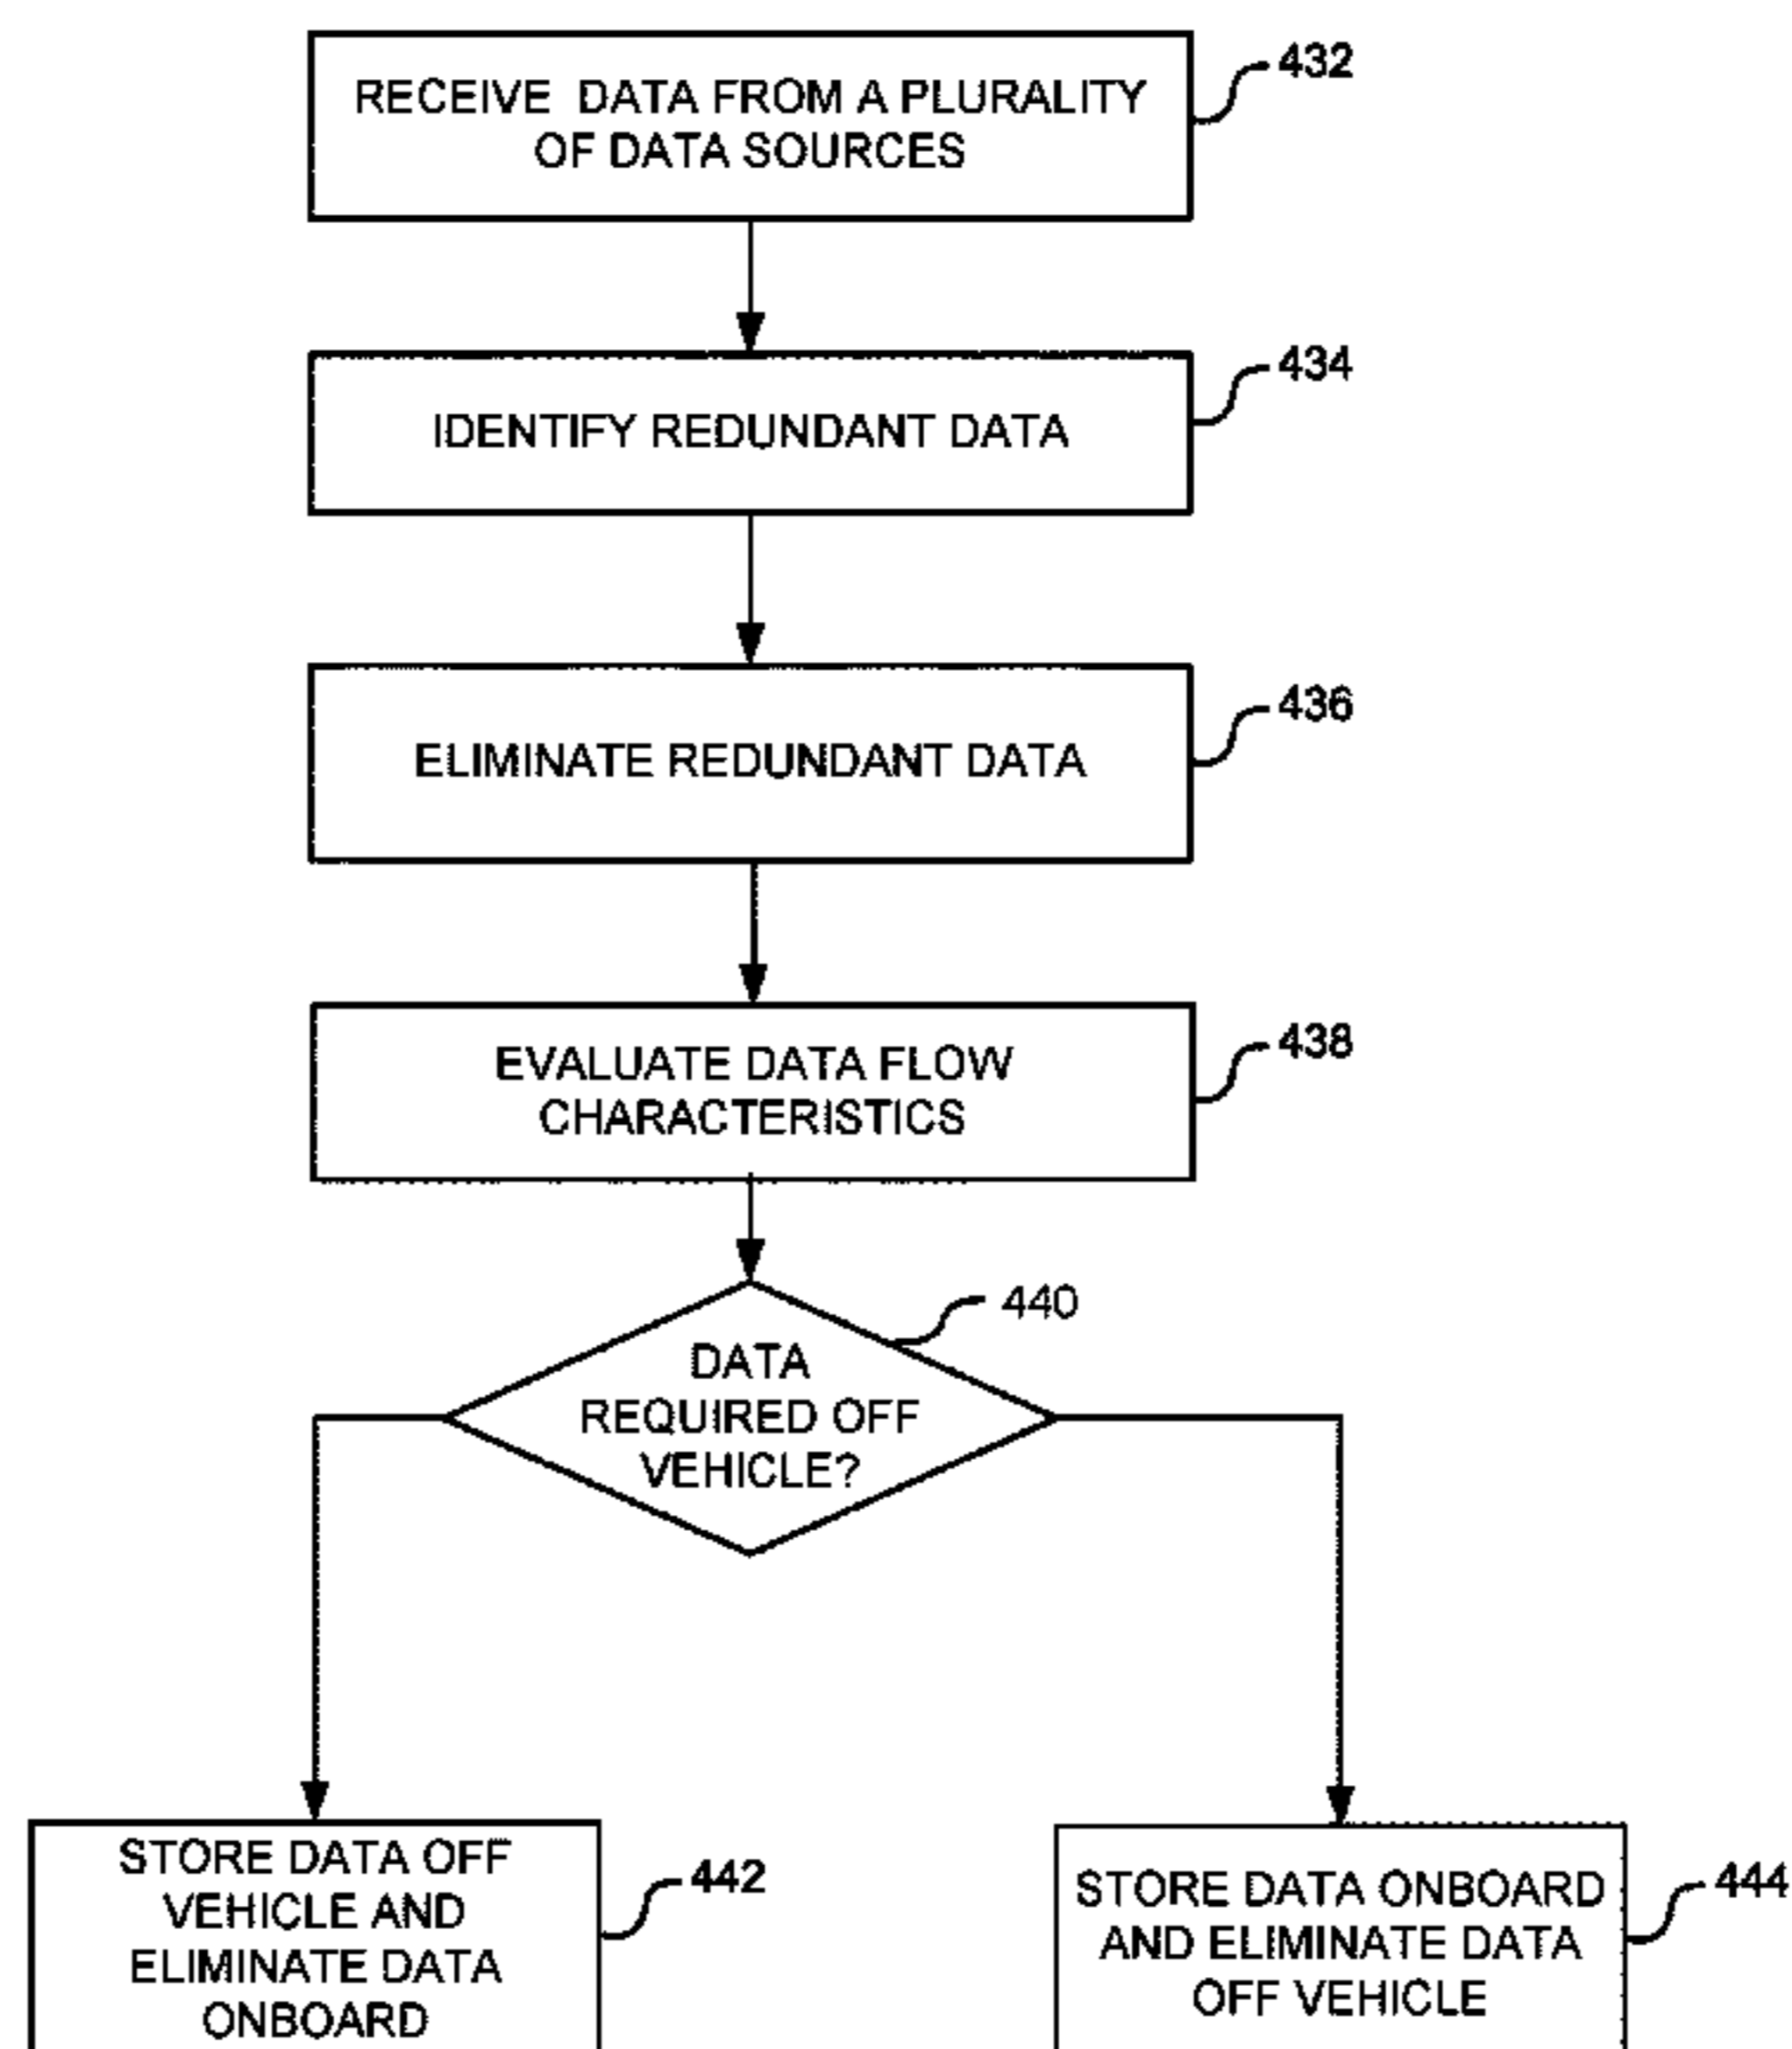 RECEIVE DATA FROM A PLURALITY
OF DATA SOURCES
432
IDENTIFY REDUNDANT DATA
434
ELIMINATE REDUNDANT DATA
436
EVALUATE DATA FLOW
CHARACTERISTICS
438
DATA
REQUIRED OFF
VEHICLE?
440
STORE DATA OFF
VEHICLE AND
ELIMINATE DATA
ONBOARD
442
STORE DATA ONBOARD
AND ELIMINATE DATA
OFF VEHICLE
444